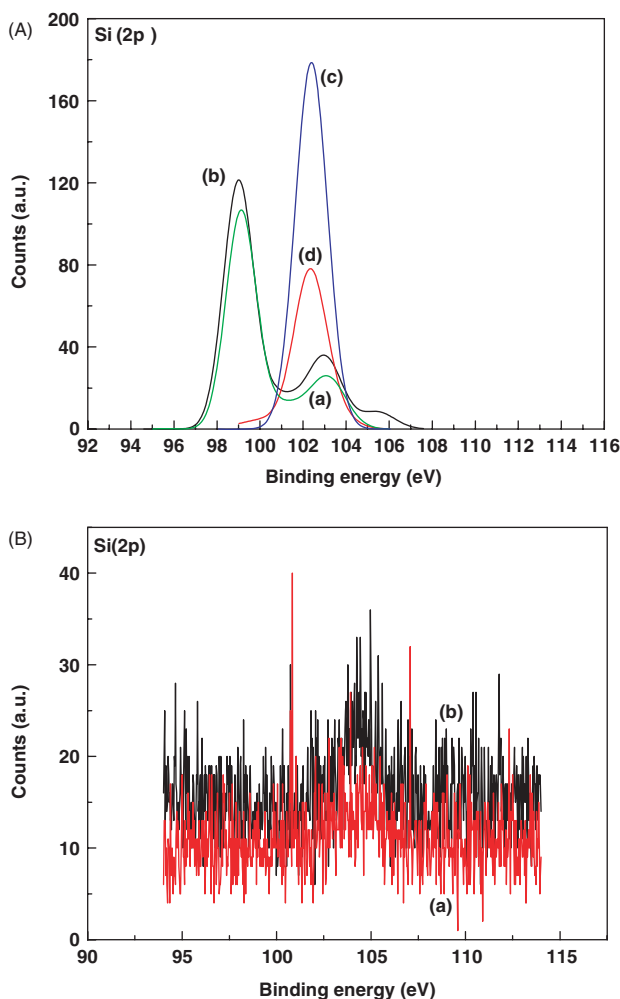 (A)
Si (2p )
200
180
160
120
80
40
0
Counts (a.u.)
(b)
(c)
(d)
(a)
92 94 96 98 100 102 104 106 108 110 112 114 116
Binding energy (eV)
(B)
Si(2p)
40
30
20
10
0
Counts (a.u.)
(b)
(a)
90 95 100 105 110 115
Binding energy (eV)